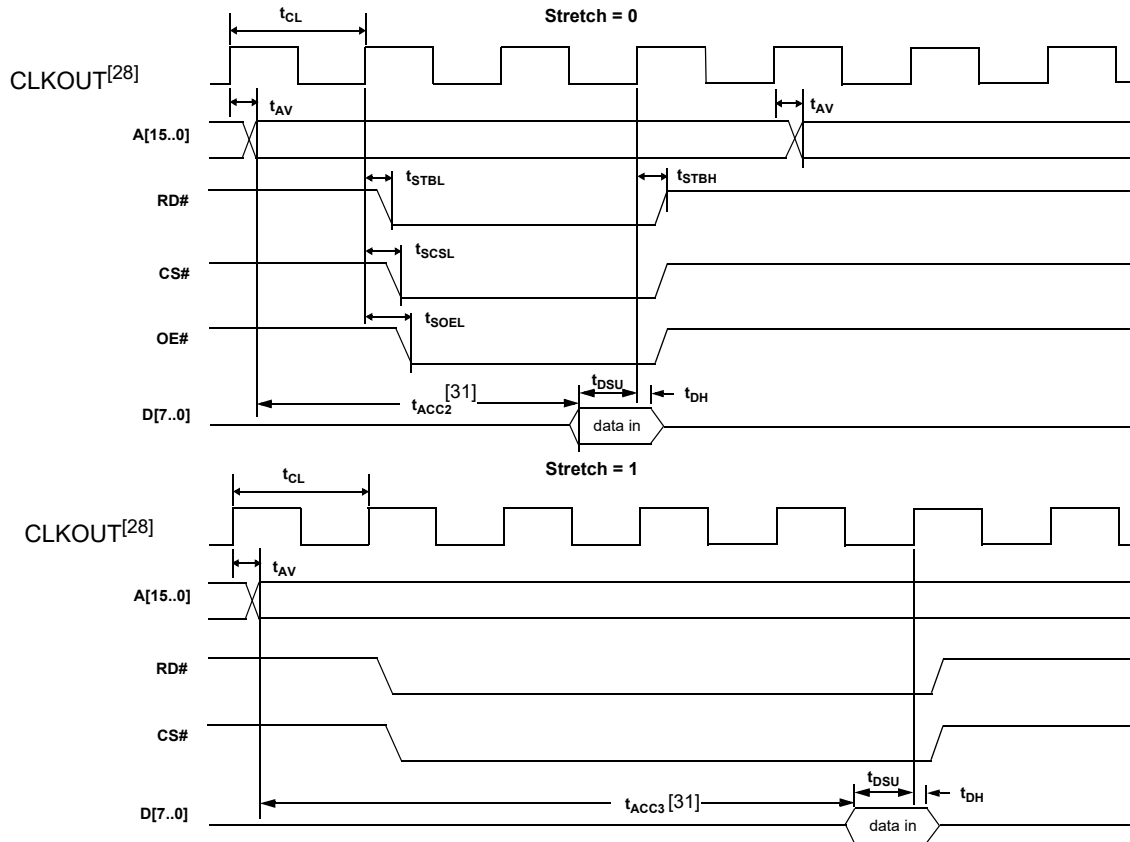 Stretch = 0
tCL
CLKOUT[28]
tAV
tAV
A[15..0]
tSTBL
tSTBH
RD#
tSCSL
CS#
tSOEL
OE#
tDSU
tACC2 [31]
tDH
D[7..0]
data in
Stretch = 1
tCL
CLKOUT[28]
tAV
A[15..0]
RD#
CS#
tDSU
tACC3 [31]
tDH
D[7..0]
data in